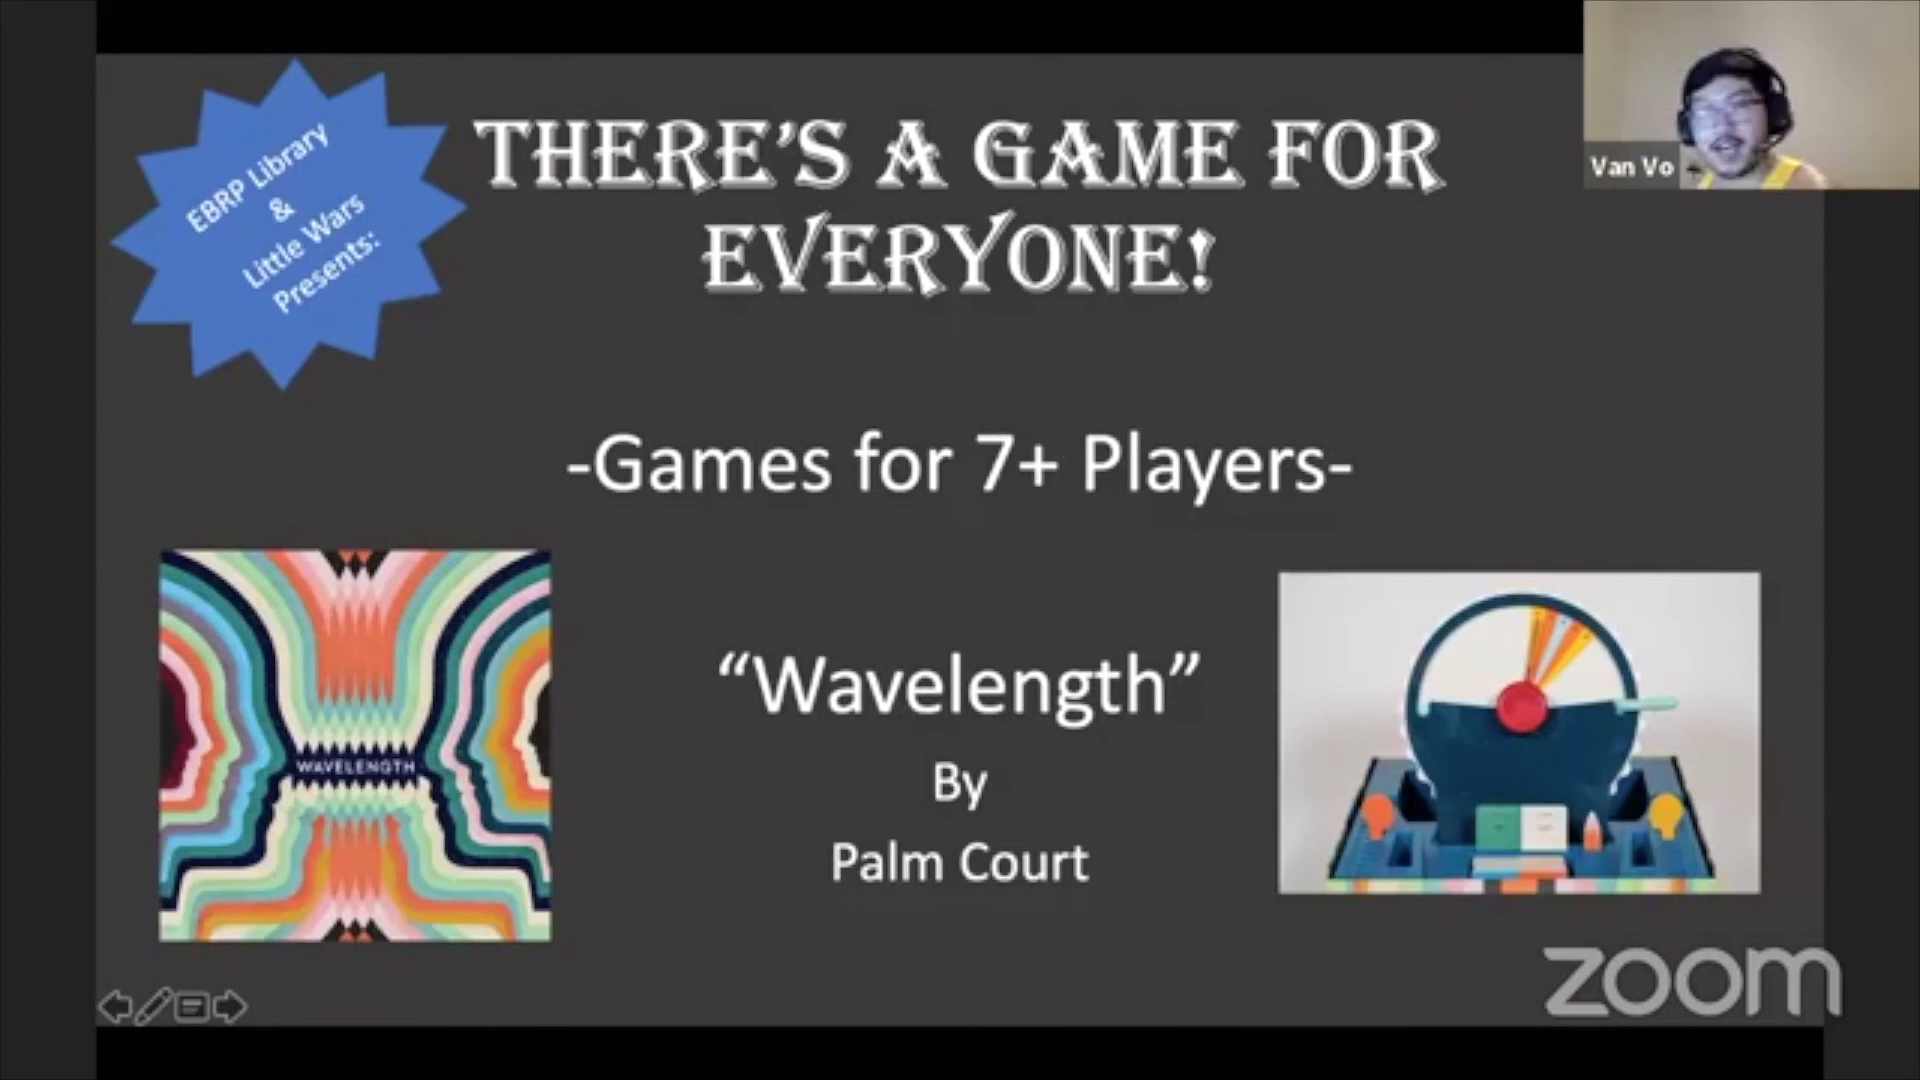 EBRP Library
&
Little Wars
Presents:
THERE'S A GAME FOR
EVERYONE!
Van Vo
-Games for 7+ Players-
WAVELENGTH
“Wavelength”
By
Palm Court
zoom